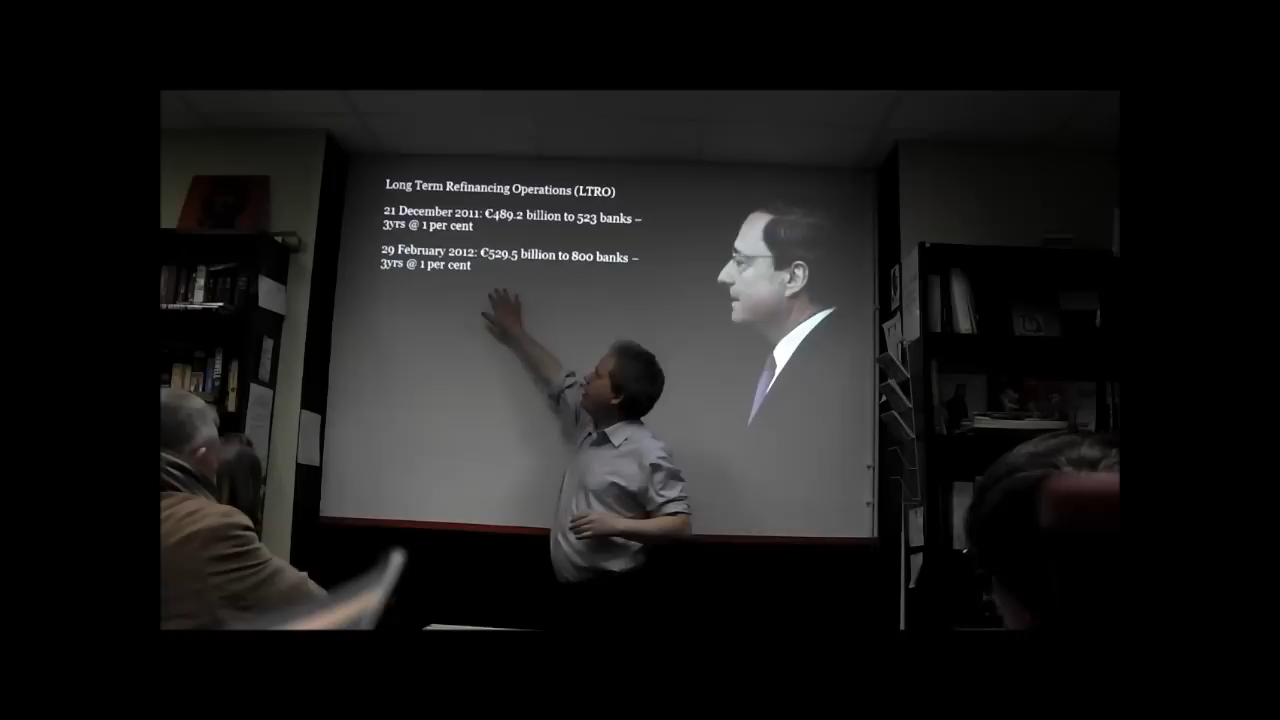 Long Term Refinancing Operations (LTRO)
21 December 2011: €489.2 billion to 523 banks –
3yrs @ 1 per cent
29 February 2012: €529.5 billion to 800 banks –
3yrs @ 1 per cent